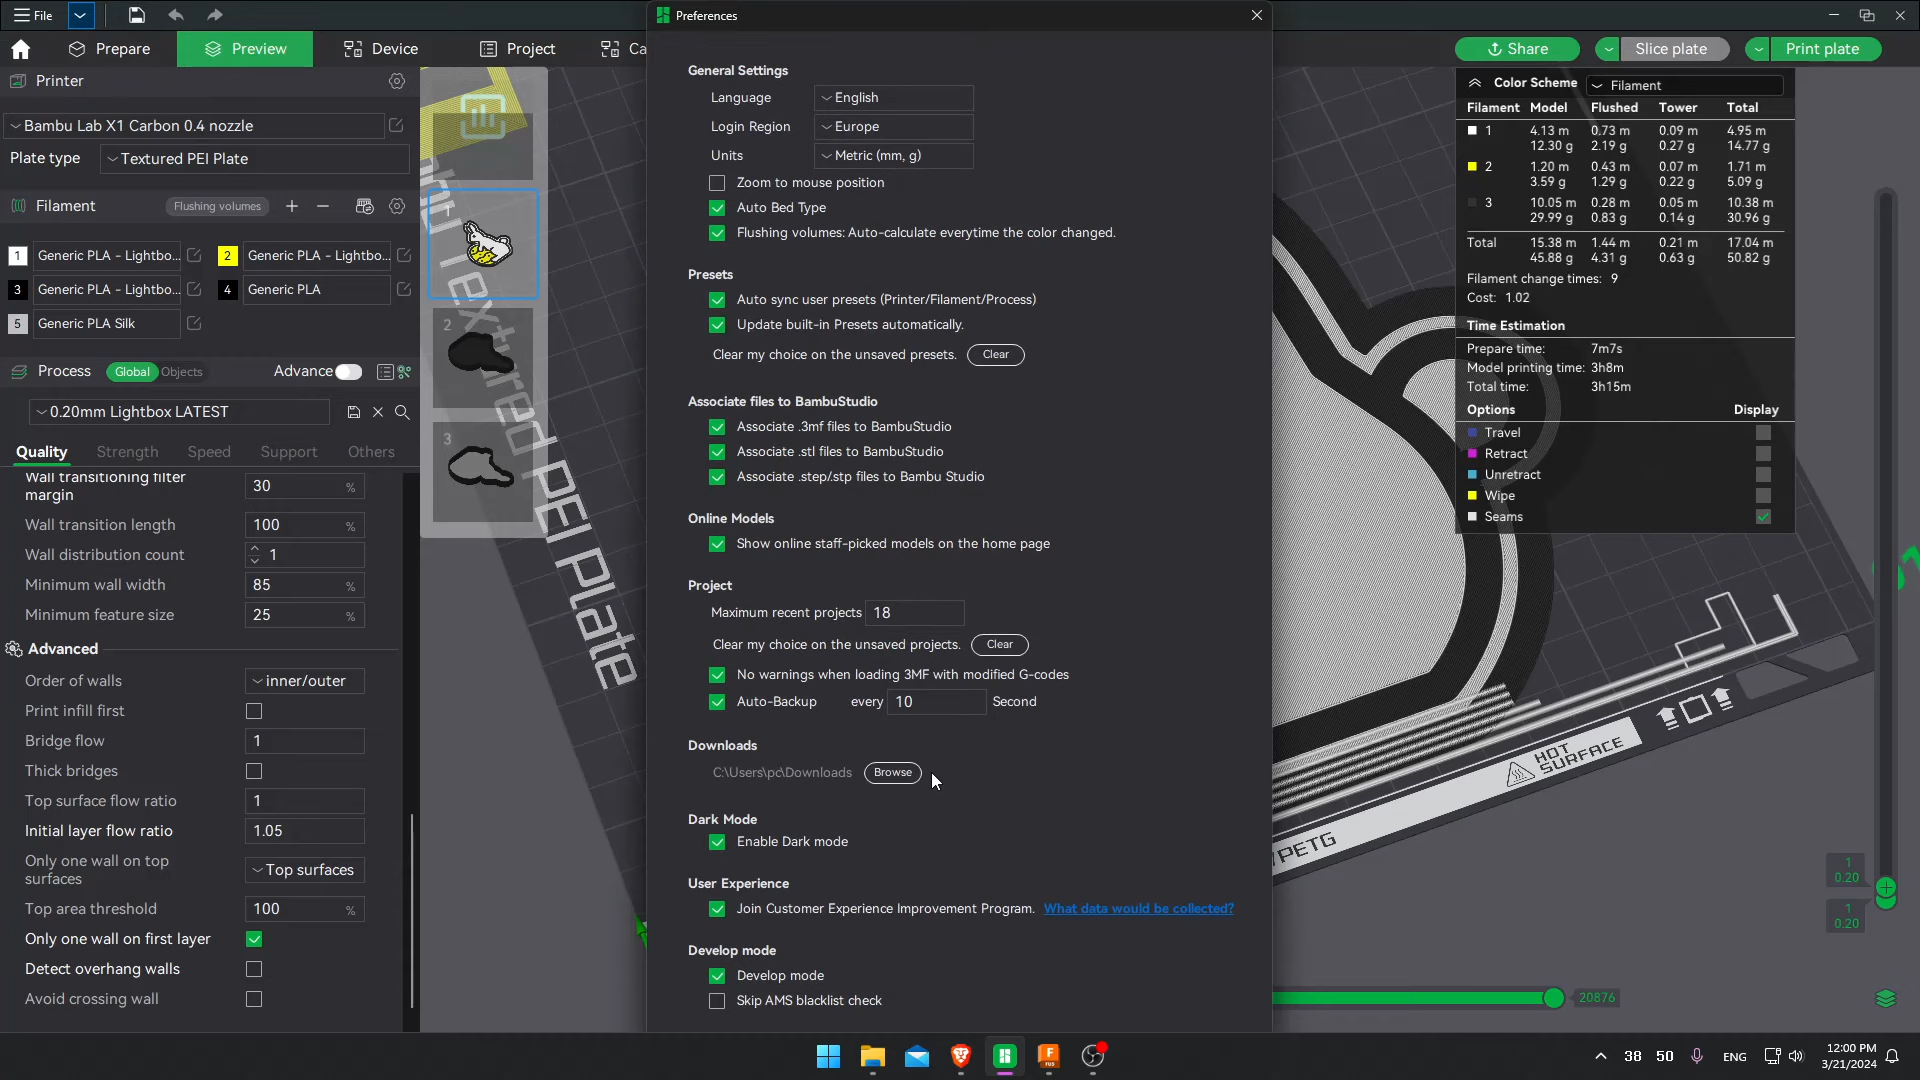 File
Preferences
Prepare
Preview
Device
Project
Ca
Share
Slice plate
Print plate
Printer
Bambu Lab X1 Carbon 0.4 nozzle
Plate type
Textured PEI Plate
Filament
Flushing volumes
1 Generic PLA - Lightbo...
2 Generic PLA - Lightbo...
3 Generic PLA - Lightbo...
4 Generic PLA
5 Generic PLA Silk
Process
Global
Objects
Advance
0.20mm Lightbox LATEST
Quality
Strength
Speed
Support
Others
Wall transitioning filter margin 30 %
Wall transition length 100 %
Wall distribution count 1
Minimum wall width 85 %
Minimum feature size 25 %
Advanced
Order of walls inner/outer
Print infill first
Bridge flow 1
Thick bridges
Top surface flow ratio 1
Initial layer flow ratio 1.05
Only one wall on top surfaces Top surfaces
Top area threshold 100 %
Only one wall on first layer
Detect overhang walls
Avoid crossing wall
1
2
3
PEI Plate
General Settings
Language English
Login Region Europe
Units Metric (mm, g)
Zoom to mouse position
Auto Bed Type
Flushing volumes: Auto-calculate everytime the color changed.
Presets
Auto sync user presets (Printer/Filament/Process)
Update built-in Presets automatically.
Clear my choice on the unsaved presets. Clear
Associate files to BambuStudio
Associate .3mf files to BambuStudio
Associate .stl files to BambuStudio
Associate .step/.stp files to Bambu Studio
Online Models
Show online staff-picked models on the home page
Project
Maximum recent projects 18
Clear my choice on the unsaved projects. Clear
No warnings when loading 3MF with modified G-codes
Auto-Backup every 10 Second
Downloads
C:\Users\pc\Downloads Browse
Dark Mode
Enable Dark mode
User Experience
Join Customer Experience Improvement Program. What data would be collected?
Develop mode
Develop mode
Skip AMS blacklist check
Color Scheme Filament
Filament Model Flushed Tower Total
1 4.13 m 0.73 m 0.09 m 4.95 m
12.30 g 2.19 g 0.27 g 14.77 g
2 1.20 m 0.43 m 0.07 m 1.71 m
3.59 g 1.29 g 0.22 g 5.09 g
3 10.05 m 0.28 m 0.05 m 10.38 m
29.99 g 0.83 g 0.14 g 30.96 g
Total 15.38 m 1.44 m 0.21 m 17.04 m
45.88 g 4.31 g 0.63 g 50.82 g
Filament change times: 9
Cost: 1.02
Time Estimation
Prepare time: 7m7s
Model printing time: 3h8m
Total time: 3h15m
Options Display
Travel
Retract
Unretract
Wipe
Seams
HOT
SURFACE
/PETG
1
0.20
1
0.20
20876
38 50 ENG
12:00 PM
3/21/2024